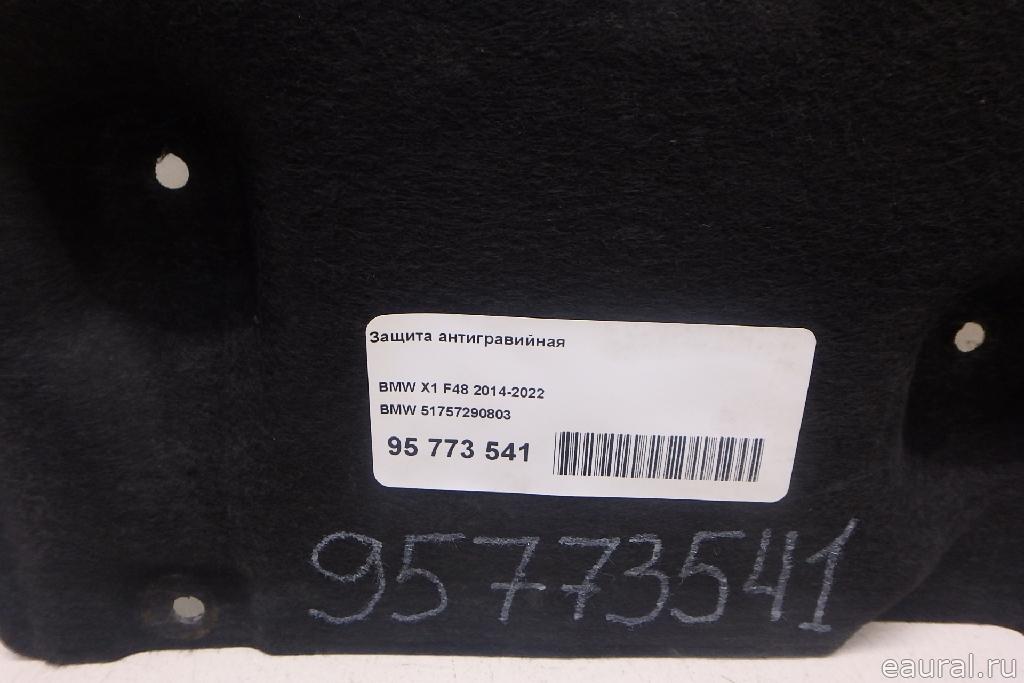 Защита антигравийная
BMW X1 F48 2014-2022
BMW 51757290803
95 773 541
95773541
eaural.ru